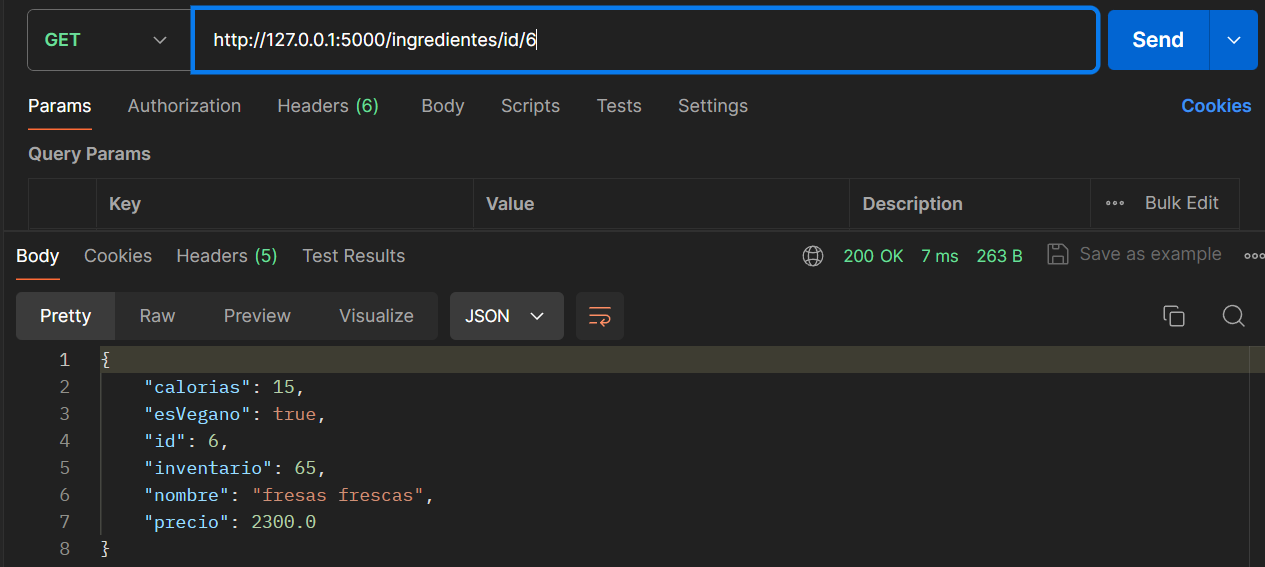 GET http://127.0.0.1:5000/ingredientes/id/6 Send
Params Authorization Headers (6) Body Scripts Tests Settings Cookies
Query Params
Key Value Description Bulk Edit
Body Cookies Headers (5) Test Results 200 OK 7 ms 263 B Save as example
Pretty Raw Preview Visualize JSON
1 {
2 "calorias": 15,
3 "esVegano": true,
4 "id": 6,
5 "inventario": 65,
6 "nombre": "fresas frescas",
7 "precio": 2300.0
8 }